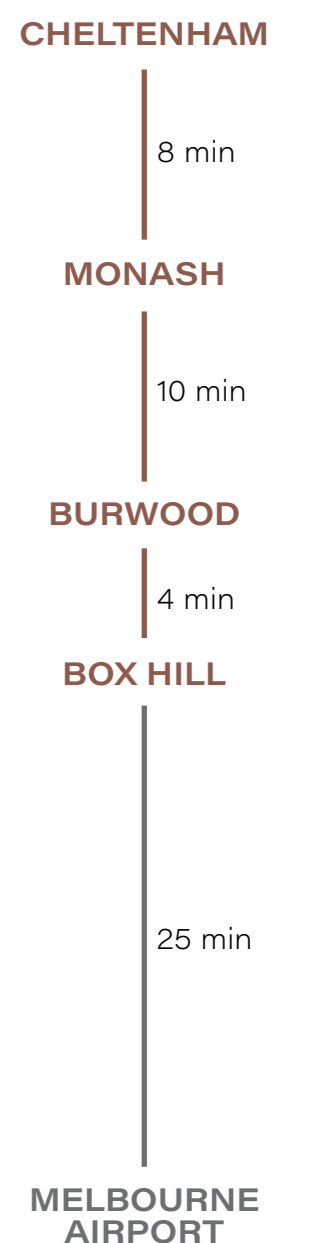 CHELTENHAM
8 min
MONASH
10 min
BURWOOD
4 min
BOX HILL
25 min
MELBOURNE
AIRPORT